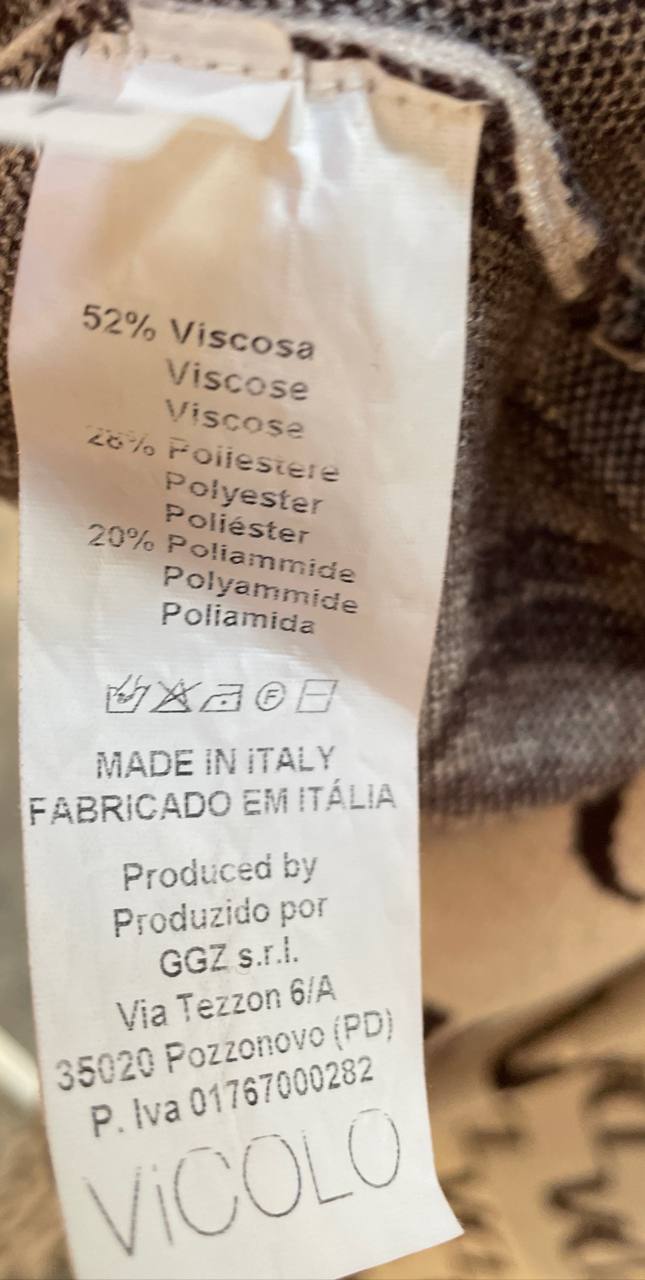 52% Viscosa
Viscose
Viscose
28% Poliestere
Polyester
Poliéster
20% Poliammide
Polyammide
Poliamida
F
MADE IN ITALY
FABRICADO EM ITÁLIA
Produced by
Produzido por
GGZ s.r.l.
Via Tezzon 6/A
35020 Pozzonovo (PD)
P. Iva 01767000282
ViCOLO